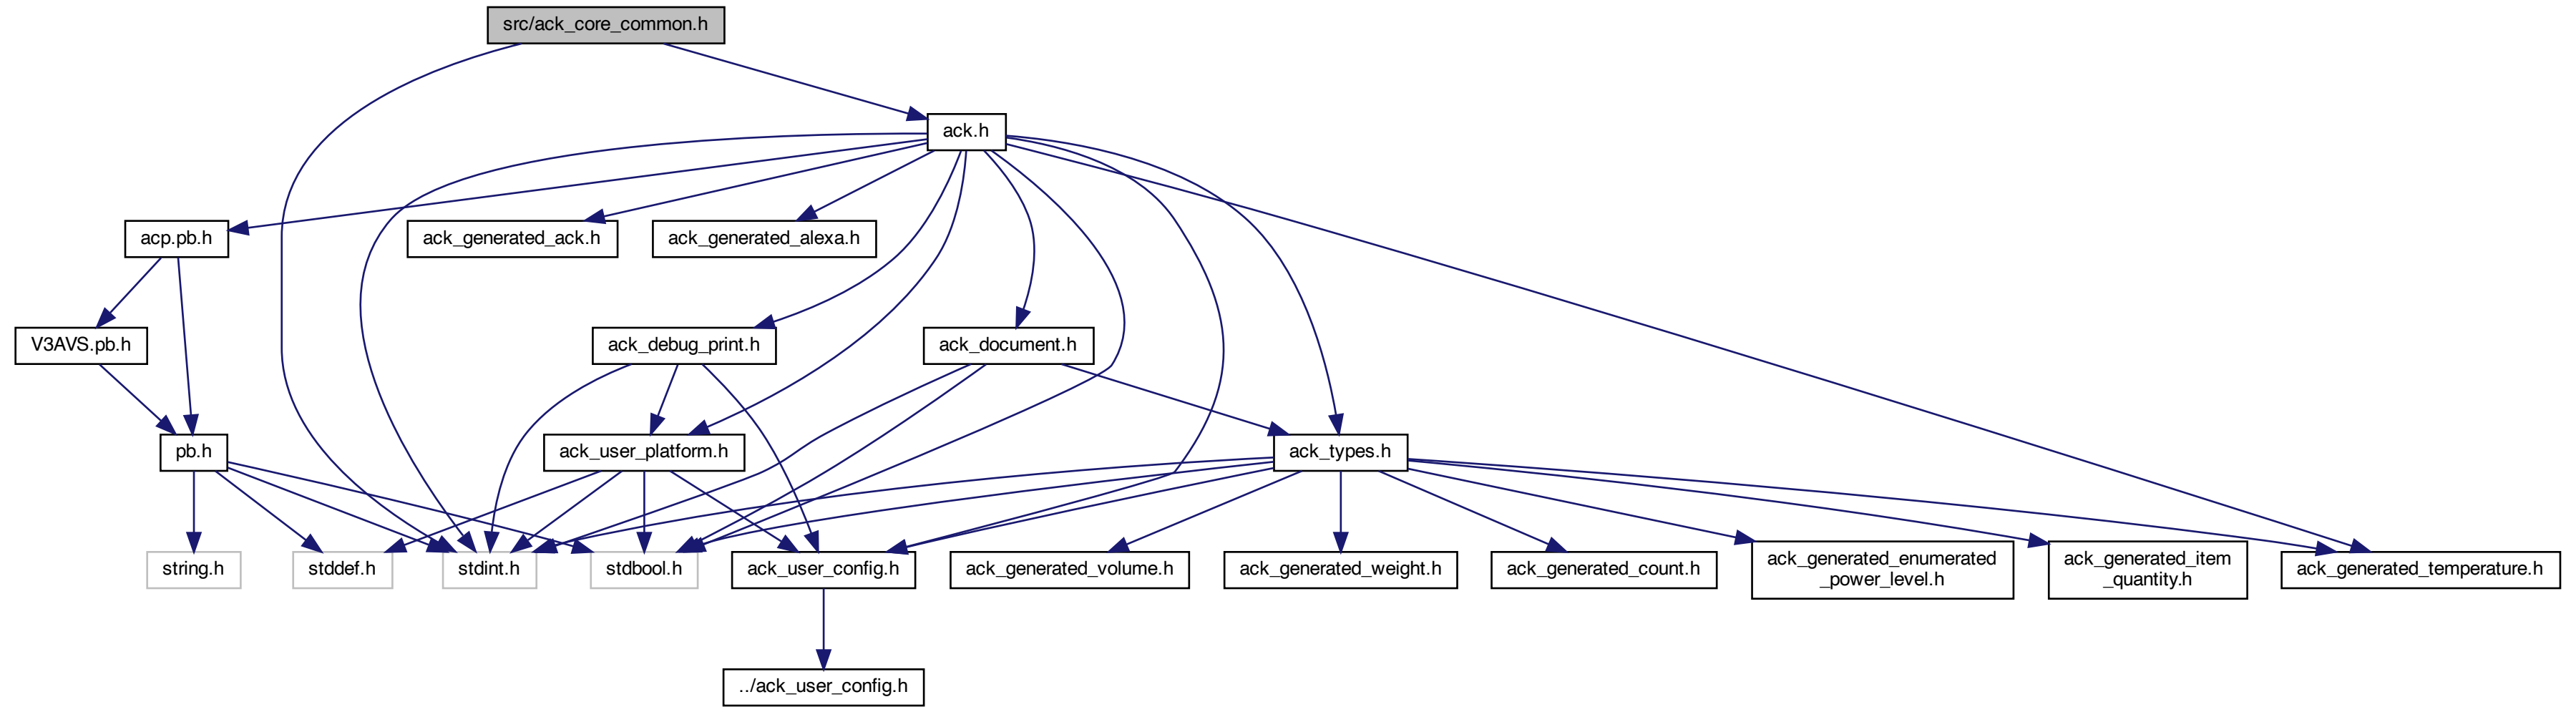 src/ack_core_common.h
ack.h
acp.pb.h
ack_generated_ack.h
ack_generated_alexa.h
V3AVS.pb.h
ack_debug_print.h
ack_document.h
pb.h
ack_user_platform.h
ack_types.h
string.h
stddef.h
stdint.h
stdbool.h
ack_user_config.h
ack_generated_volume.h
ack_generated_weight.h
ack_generated_count.h
ack_generated_enumerated
_power_level.h
ack_generated_item
_quantity.h
ack_generated_temperature.h
../ack_user_config.h